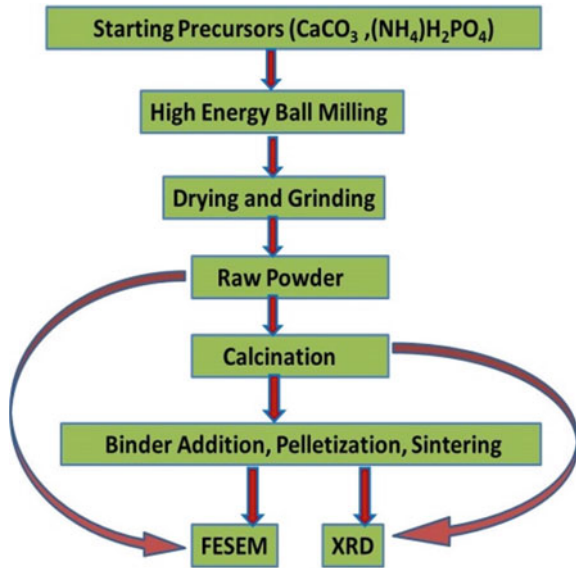 Starting Precursors (CaCO₃ ,(NH₄)H₂PO₄)
High Energy Ball Milling
Drying and Grinding
Raw Powder
Calcination
Binder Addition, Pelletization, Sintering
FESEM
XRD